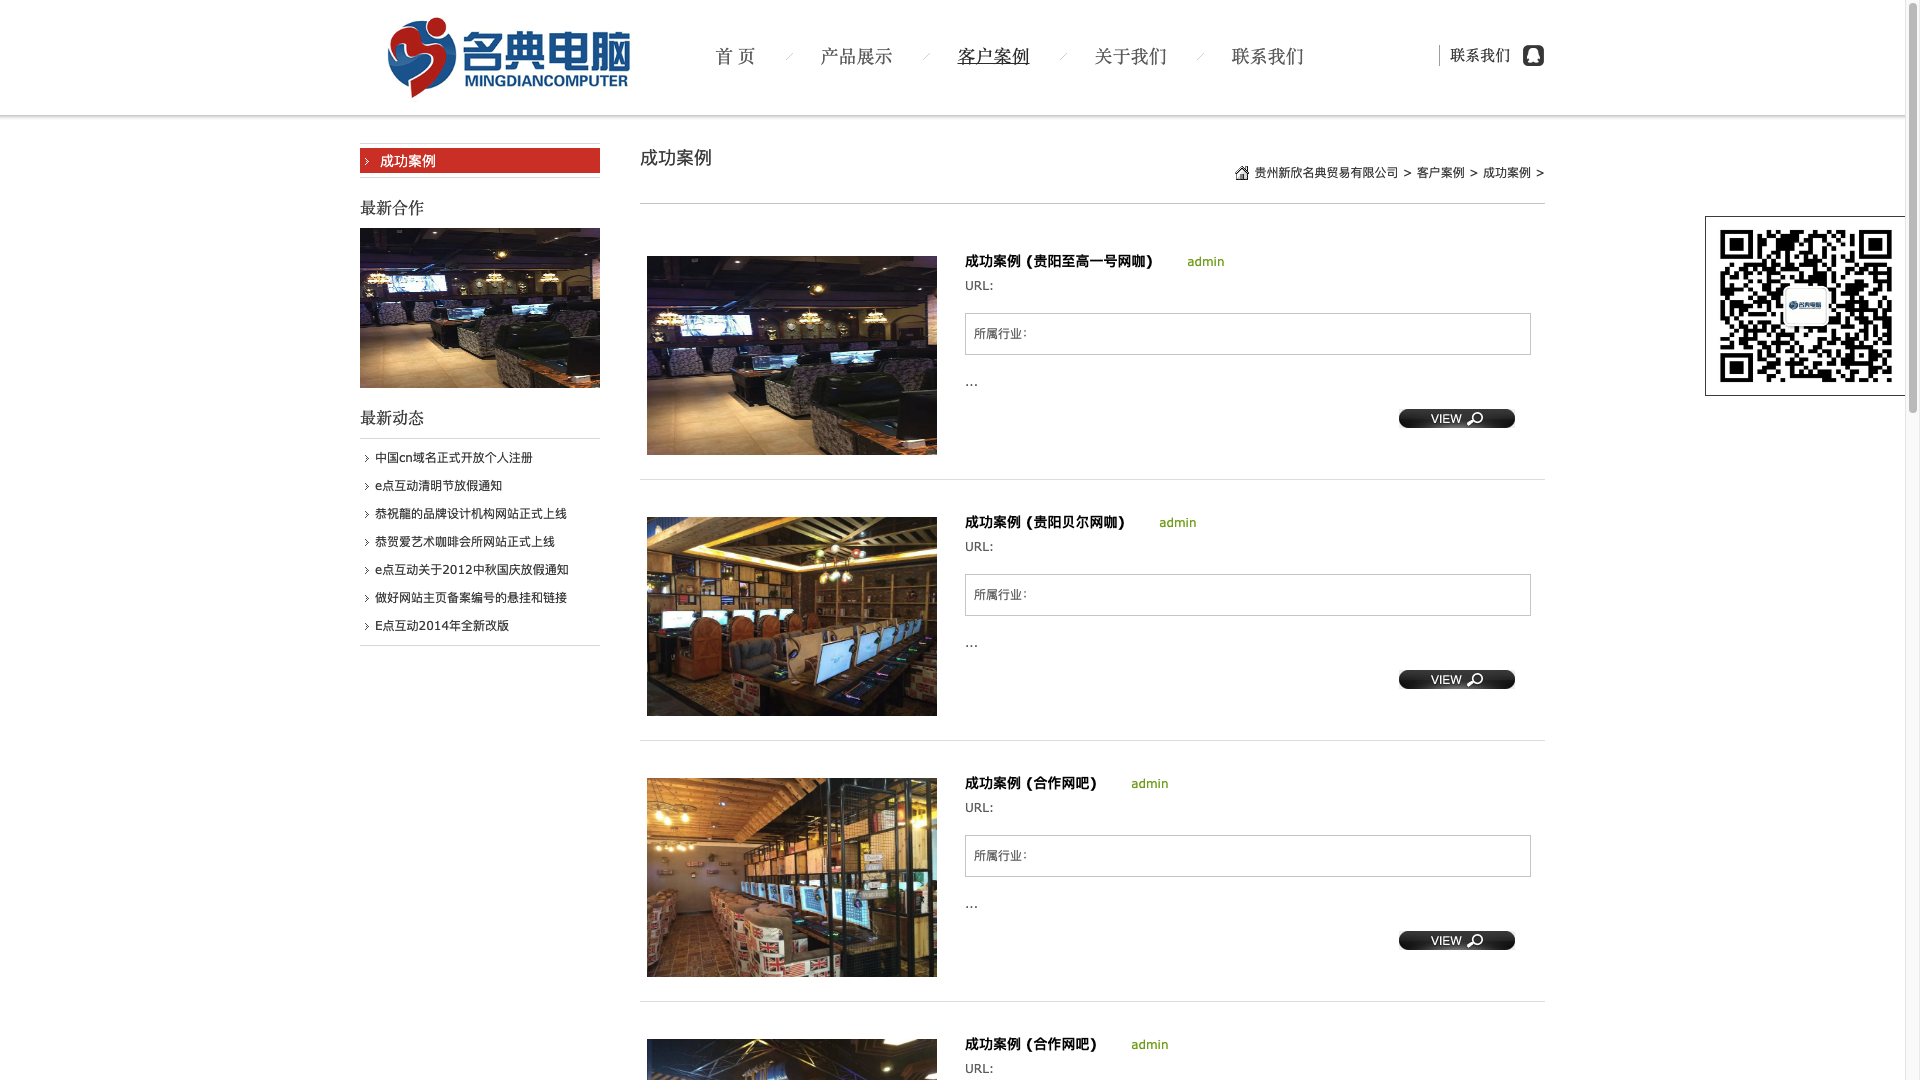 名典电脑
MINGDIANCOMPUTER
首 页
产品展示
客户案例
关于我们
联系我们
联系我们
成功案例
最新合作
最新动态
中国cn域名正式开放个人注册
e点互动清明节放假通知
恭祝龍的品牌设计机构网站正式上线
恭贺爱艺术咖啡会所网站正式上线
e点互动关于2012中秋国庆放假通知
做好网站主页备案编号的悬挂和链接
E点互动2014年全新改版
成功案例
贵州新欣名典贸易有限公司 > 客户案例 > 成功案例 >
成功案例 (贵阳至高一号网咖) admin
URL:
所属行业：
...
VIEW
成功案例 (贵阳贝尔网咖) admin
URL:
所属行业：
...
VIEW
成功案例 (合作网吧) admin
URL:
所属行业：
...
VIEW
成功案例 (合作网吧) admin
URL:
名典电脑